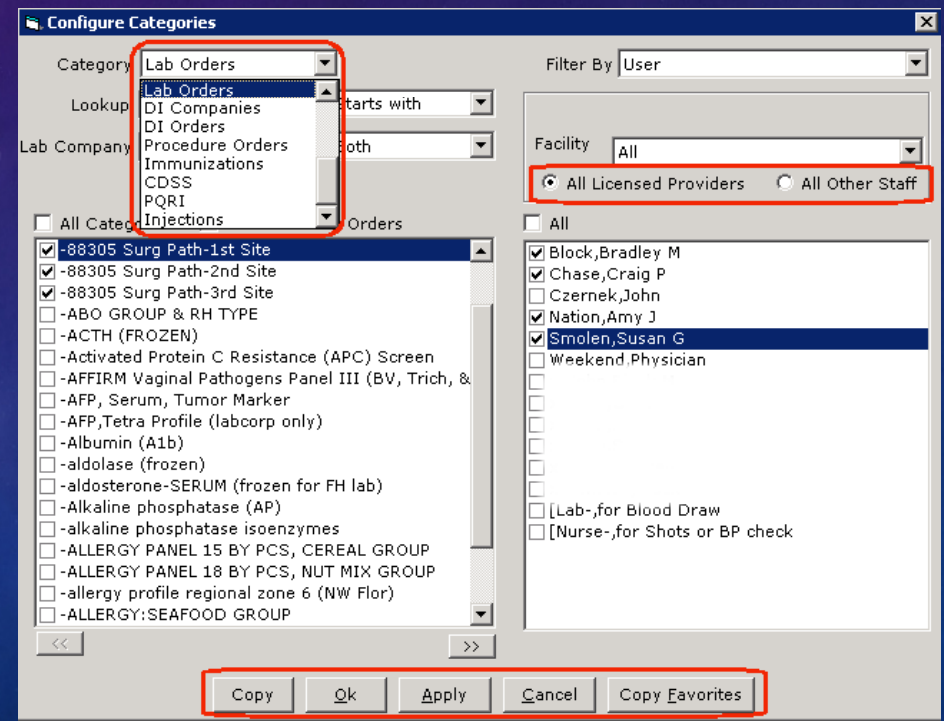 Configure Categories
Category Lab Orders
Filter By User
Lab Orders
DI Companies
DI Orders
Procedure Orders
Immunizations
CDSS
PQRI
Injections
Lookup
tarts with
Lab Company
oth
Facility All
All Licensed Providers All Other Staff
All Categ
Orders
All
-88305 Surg Path-1st Site
-88305 Surg Path-2nd Site
-88305 Surg Path-3rd Site
-ABO GROUP & RH TYPE
-ACTH (FROZEN)
-Activated Protein C Resistance (APC) Screen
-AFFIRM Vaginal Pathogens Panel III (BV, Trich, &
-AFP, Serum, Tumor Marker
-AFP,Tetra Profile (labcorp only)
-Albumin (A1b)
-aldolase (frozen)
-aldosterone-SERUM (frozen for FH lab)
-Alkaline phosphatase (AP)
-alkaline phosphatase isoenzymes
-ALLERGY PANEL 15 BY PCS, CEREAL GROUP
-ALLERGY PANEL 18 BY PCS, NUT MIX GROUP
-allergy profile regional zone 6 (NW Flor)
-ALLERGY:SEAFOOD GROUP
Block,Bradley M
Chase,Craig P
Czernek,John
Nation,Amy J
Smolen,Susan G
Weekend,Physician
[Lab-,for Blood Draw
[Nurse-,for Shots or BP check
<< >>
Copy Ok Apply Cancel Copy Favorites